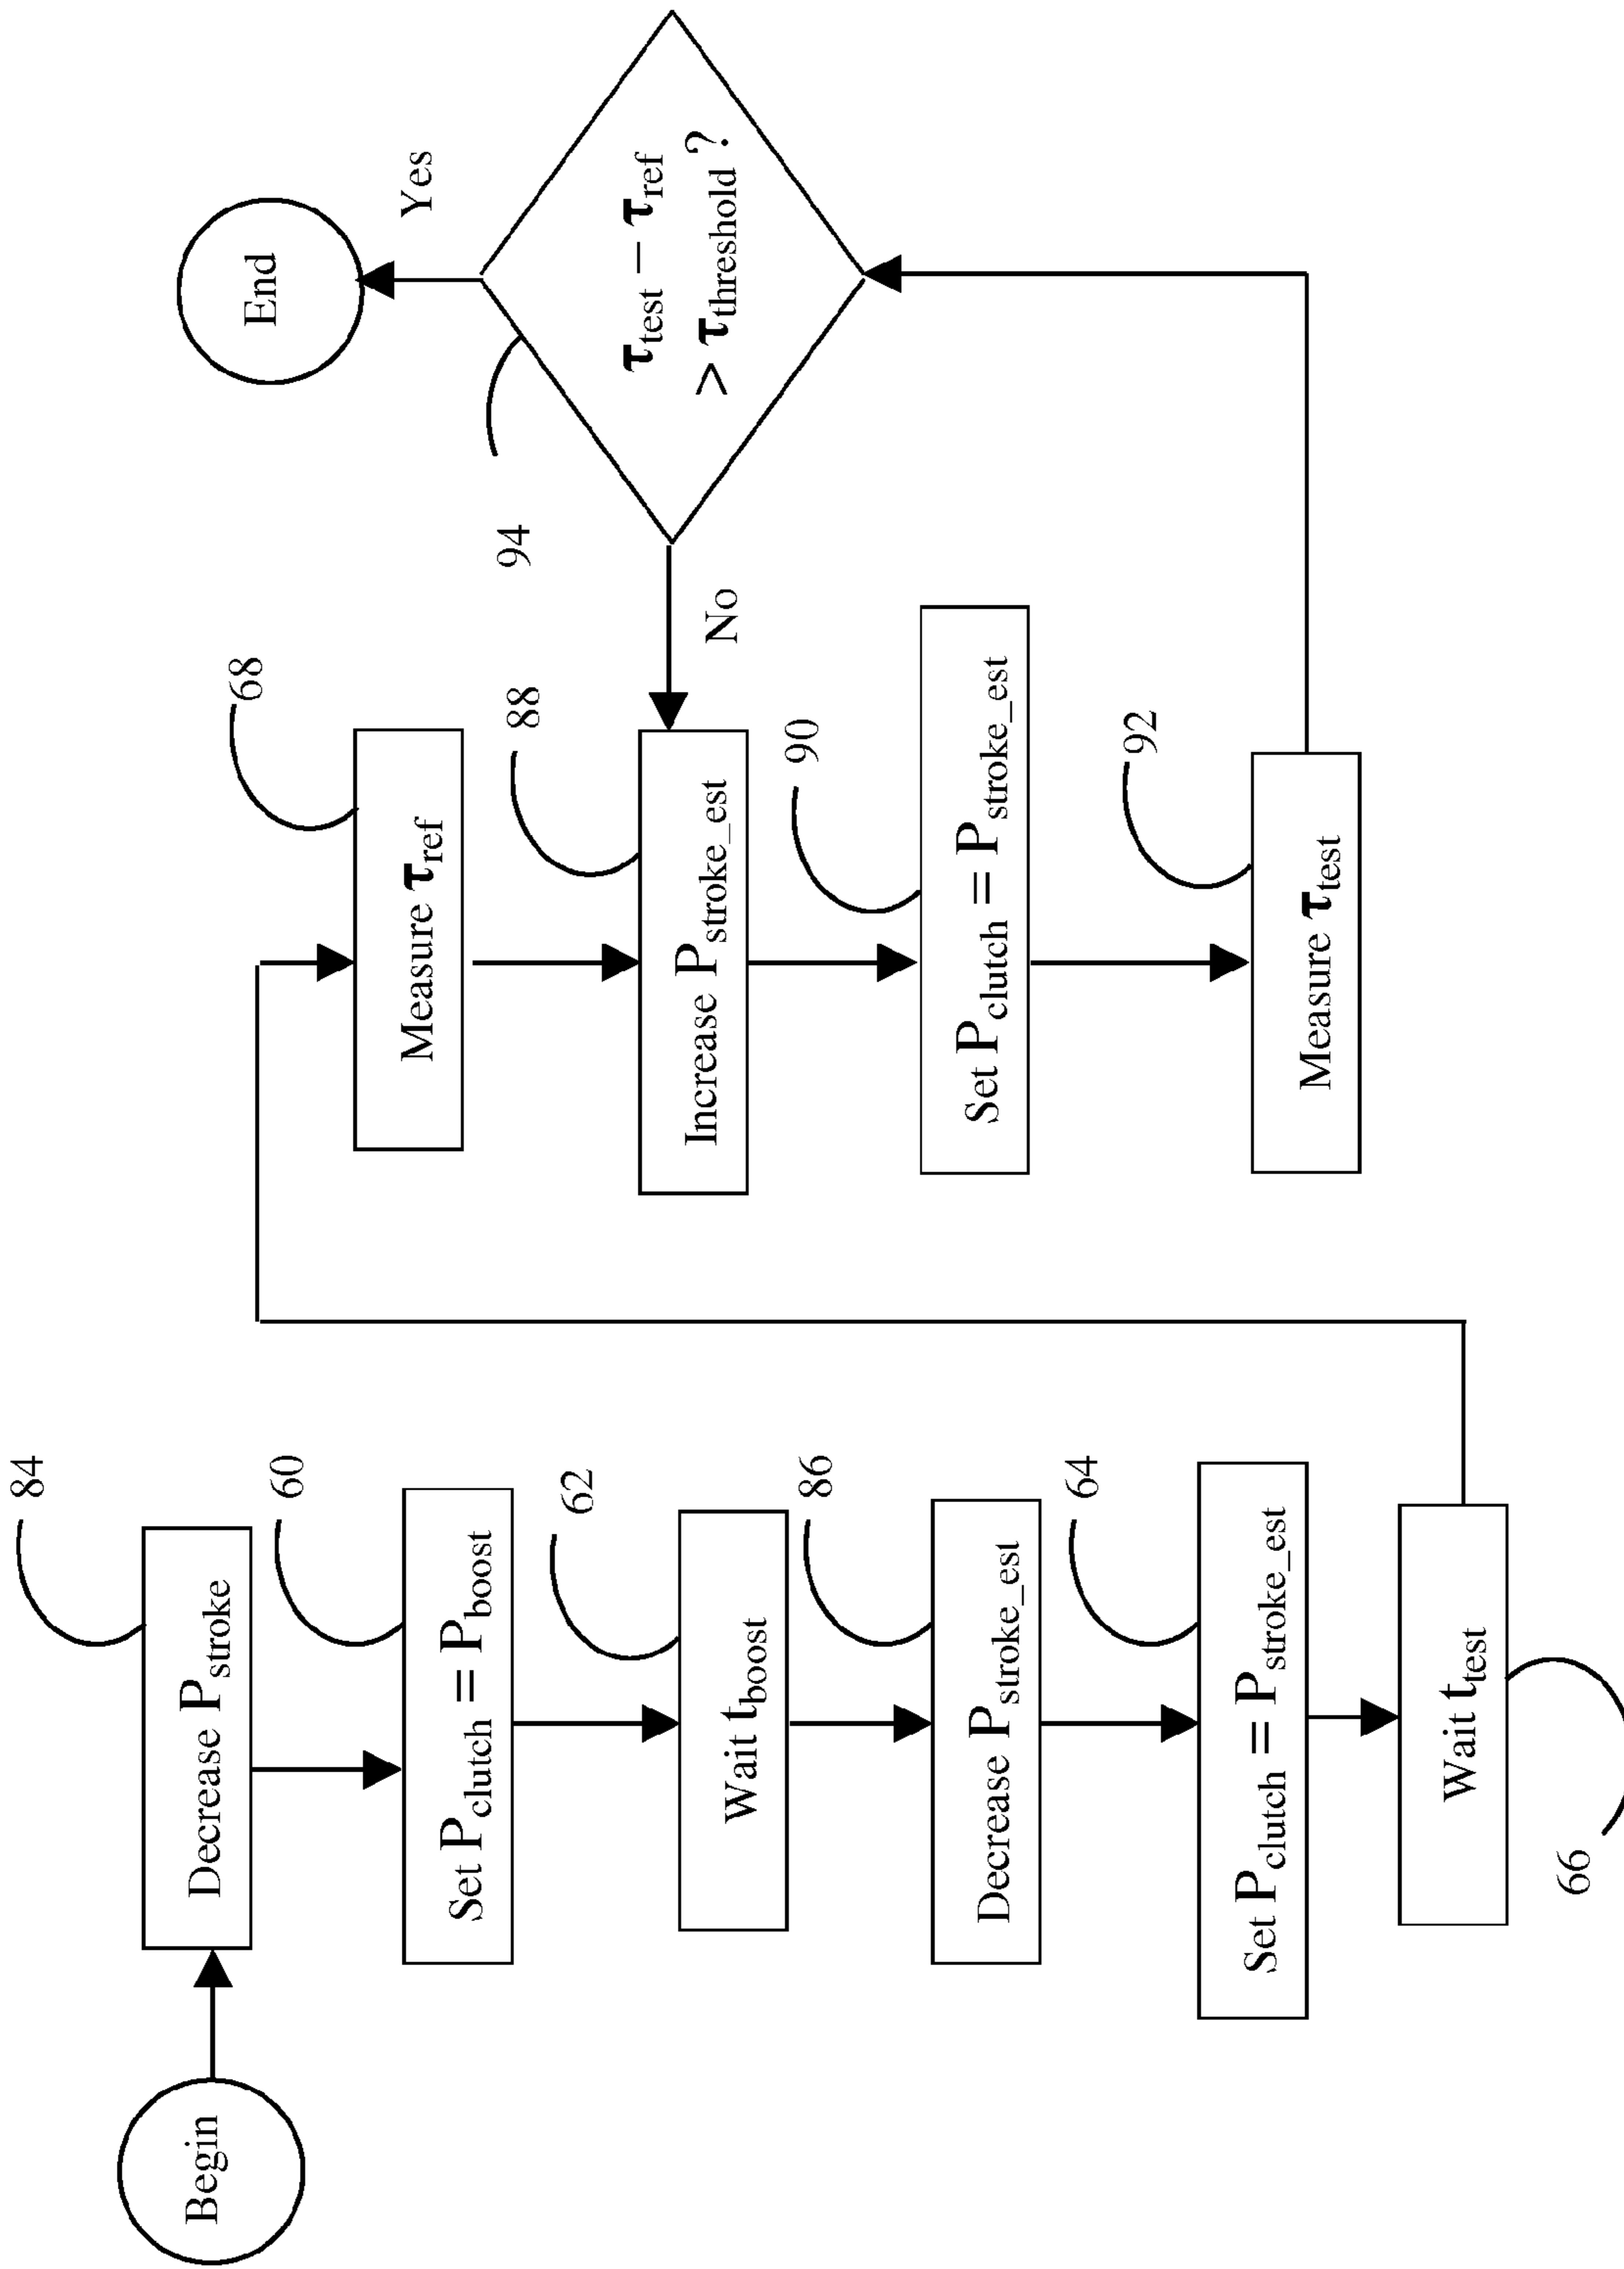 Begin
84
Decrease P_stroke
60
Set P_clutch = P_boost
62
Wait t_boost
86
Decrease P_stroke_est
64
Set P_clutch = P_stroke_est
66
Wait t_test
68
Measure τ_ref
88
Increase P_stroke_est
90
Set P_clutch = P_stroke_est
92
Measure τ_test
94
τ_test – τ_ref
> τ_threshold ?
No
Yes
End